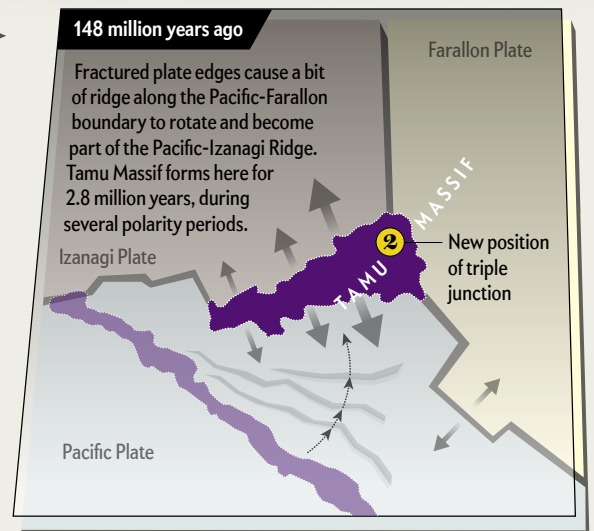 148 million years ago
Farallon Plate
Fractured plate edges cause a bit
of ridge along the Pacific-Farallon
boundary to rotate and become
part of the Pacific-Izanagi Ridge.
Tamu Massif forms here for
2.8 million years, during
several polarity periods.
Izanagi Plate
TAMU MASSIF
2
New position
of triple
junction
Pacific Plate